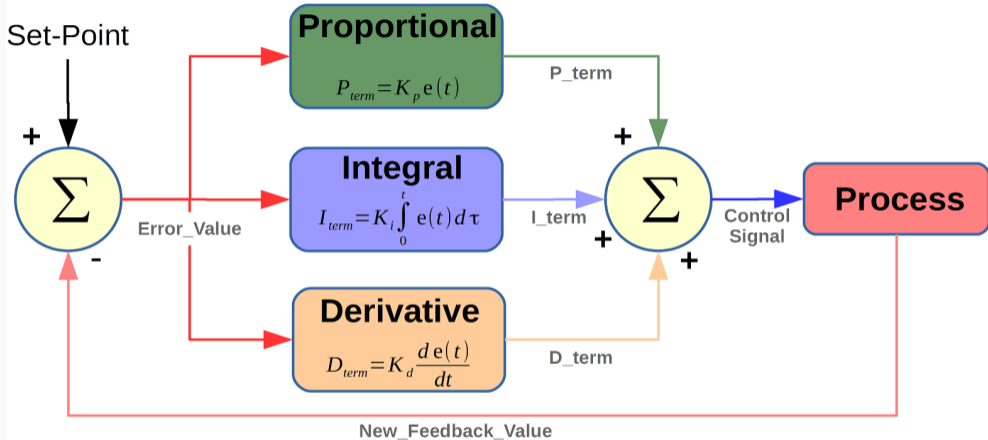 Set-Point
+
Σ
-
Error_Value
Proportional
P_term = K_p e(t)
P_term
Integral
I_term = K_i ∫_0^t e(t) dτ
I_term
Derivative
D_term = K_d d e(t)/dt
D_term
+
+
+
Σ
Control
Signal
Process
New_Feedback_Value